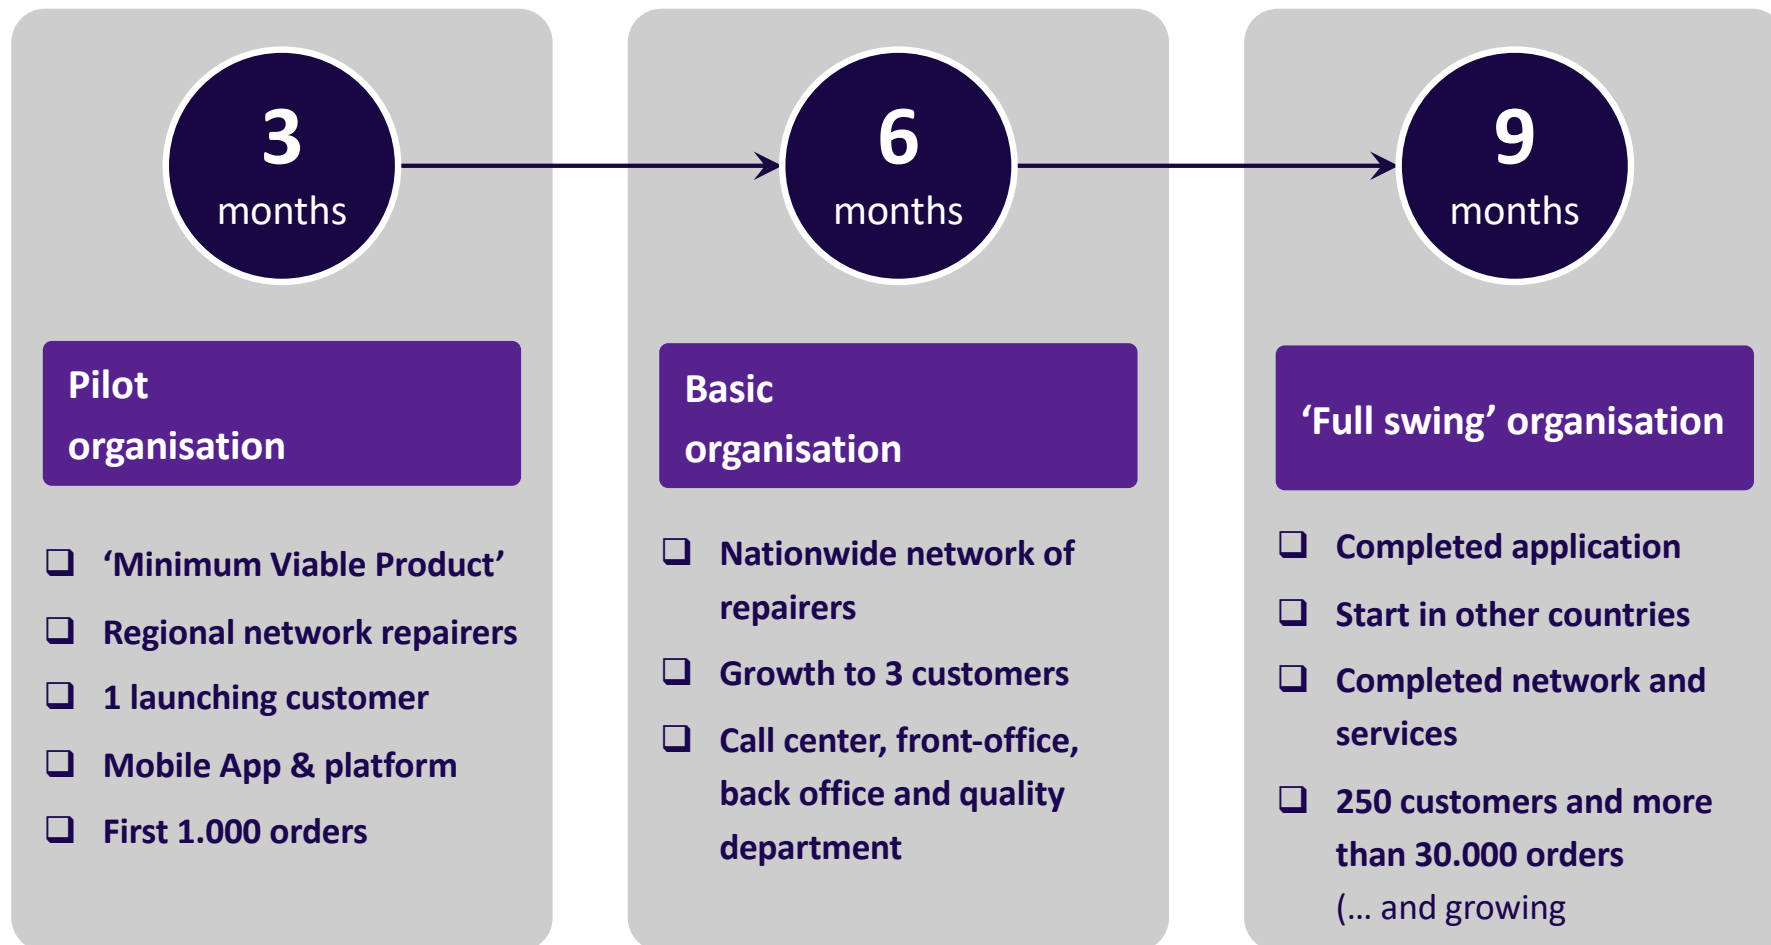 3
months
Pilot
organisation
‘Minimum Viable Product’
Regional network repairers
1 launching customer
Mobile App & platform
First 1.000 orders
6
months
Basic
organisation
Nationwide network of
repairers
Growth to 3 customers
Call center, front-office,
back office and quality
department
9
months
‘Full swing’ organisation
Completed application
Start in other countries
Completed network and
services
250 customers and more
than 30.000 orders
(... and growing